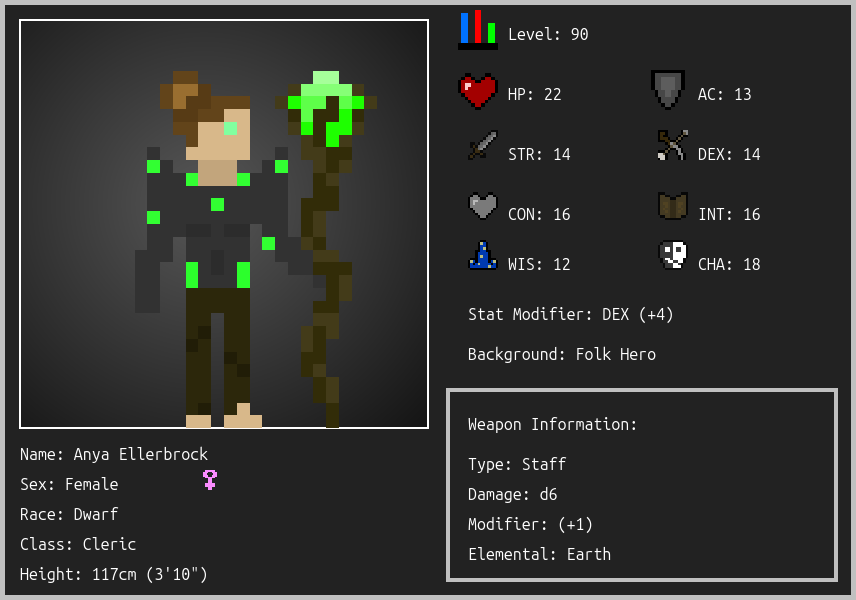 Level: 90
HP: 22
AC: 13
STR: 14
DEX: 14
CON: 16
INT: 16
WIS: 12
CHA: 18
Stat Modifier: DEX (+4)
Background: Folk Hero
Weapon Information:
Type: Staff
Damage: d6
Modifier: (+1)
Elemental: Earth
Name: Anya Ellerbrock
Sex: Female
Race: Dwarf
Class: Cleric
Height: 117cm (3'10")